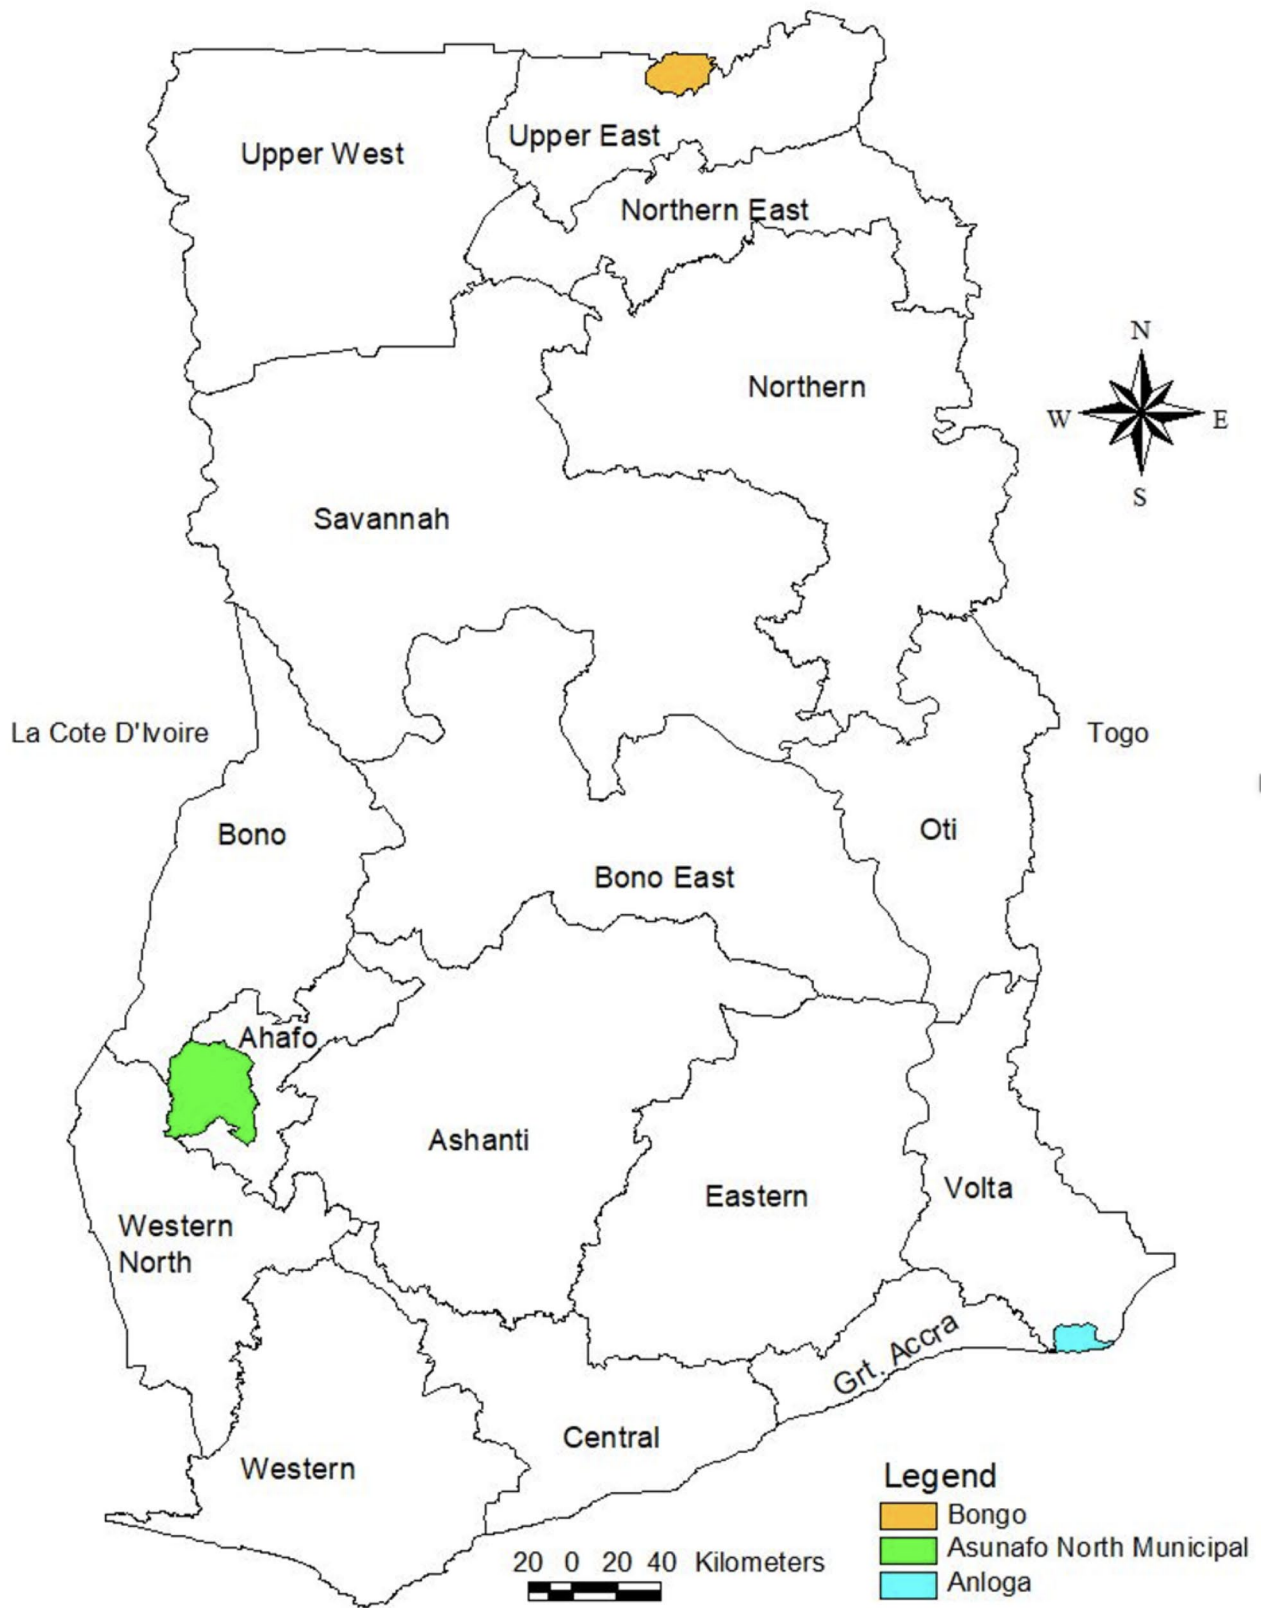 Upper East
Upper West
Northern East
N
Northern
W
E
S
Savannah
La Cote D'Ivoire
Togo
Bono
Oti
Bono East
Ahafo
Ashanti
Volta
Eastern
Western
North
Grt. Accra
Central
Western
Legend
Bongo
Asunafo North Municipal
Anloga
20 0 20 40 Kilometers